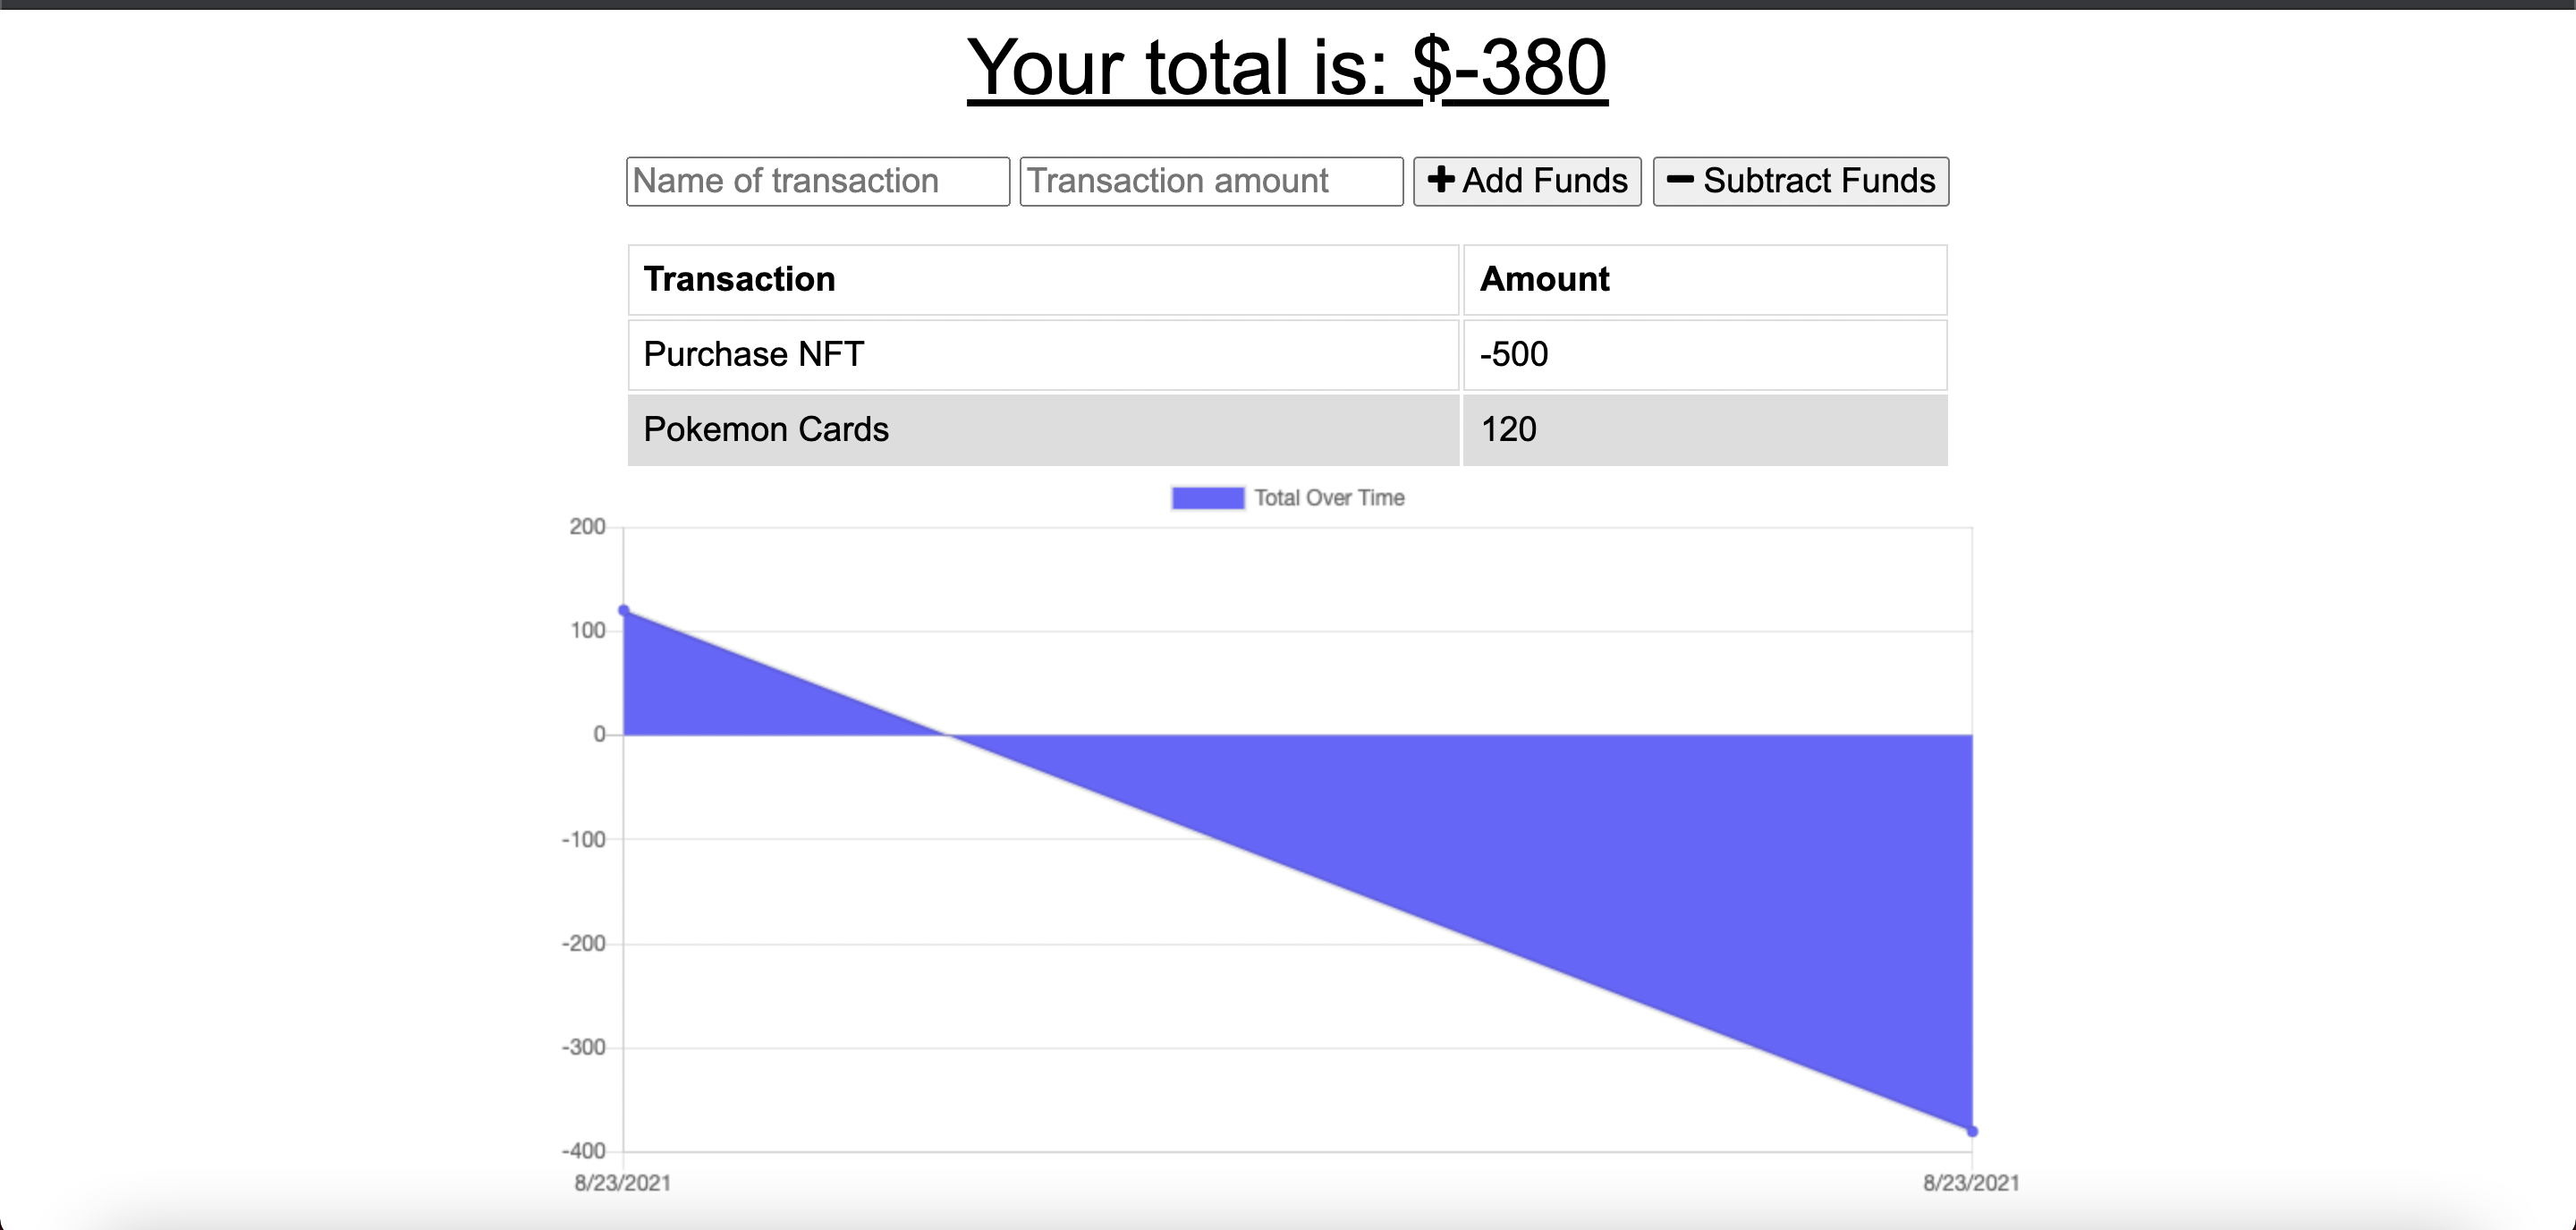 Your total is: $-380
Name of transaction Transaction amount Add Funds Subtract Funds
Transaction Amount
Purchase NFT -500
Pokemon Cards 120
Total Over Time
200
100
0
-100
-200
-300
-400
8/23/2021 8/23/2021